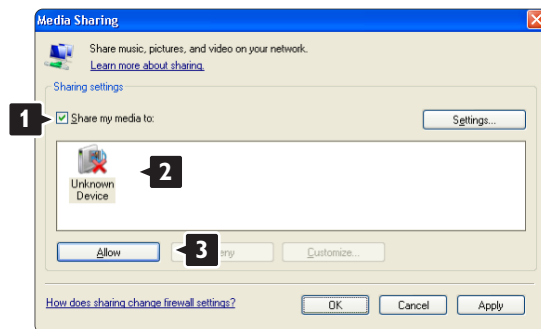 Media Sharing
Share music, pictures, and video on your network.
Learn more about sharing.
Sharing settings
1
Share my media to:
Settings...
2
Unknown
Device
Allow
3
Customize...
How does sharing change firewall settings?
OK
Cancel
Apply